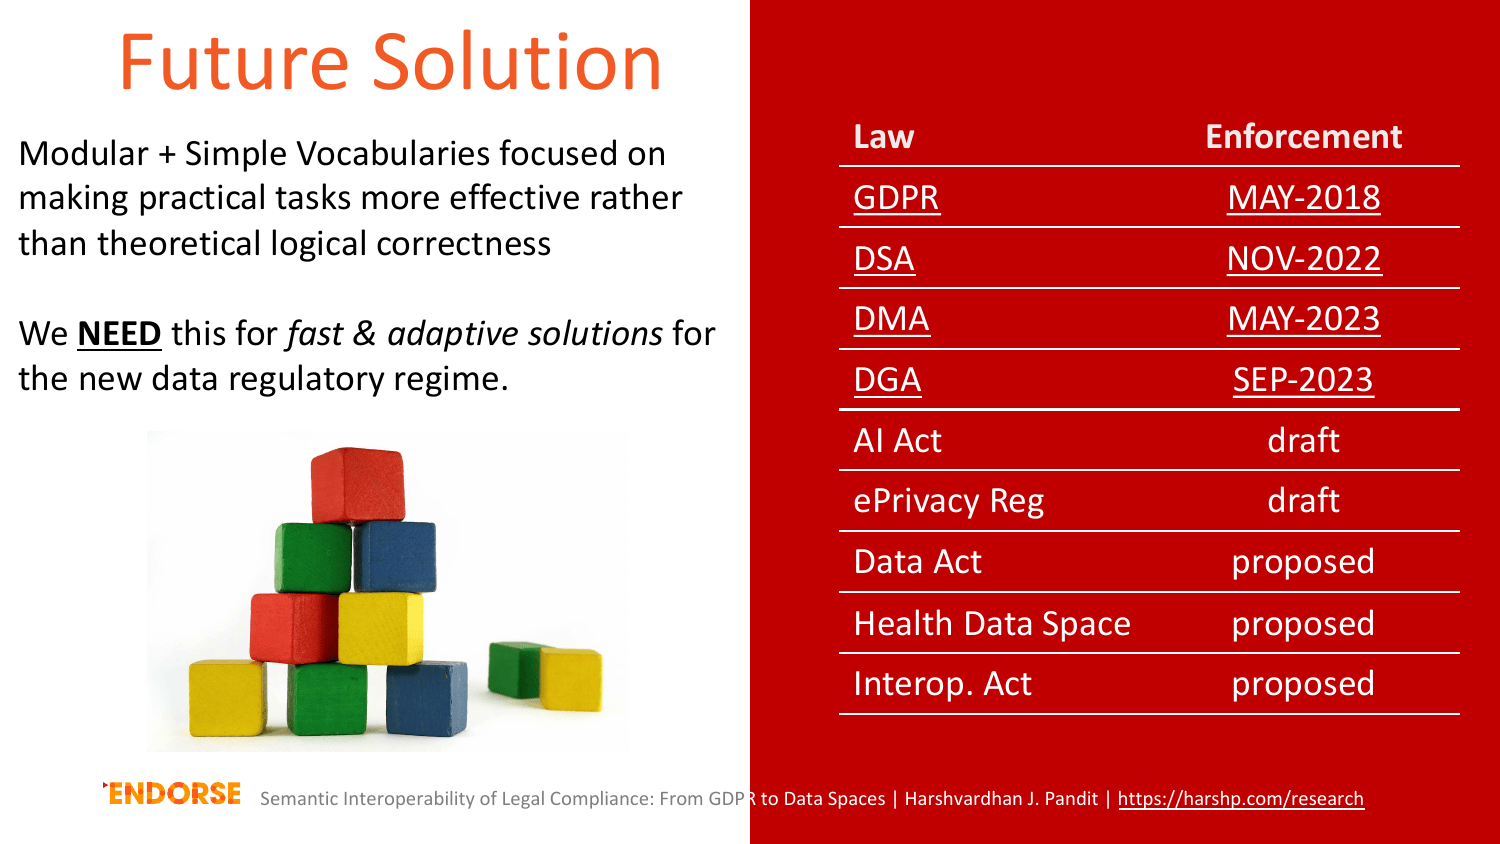 Future Solution
Modular + Simple Vocabularies focused on
making practical tasks more effective rather
than theoretical logical correctness
We NEED this for fast & adaptive solutions for
the new data regulatory regime.
Law Enforcement
GDPR MAY-2018
DSA NOV-2022
DMA MAY-2023
DGA SEP-2023
AI Act draft
ePrivacy Reg draft
Data Act proposed
Health Data Space proposed
Interop. Act proposed
ENDORSE Semantic Interoperability of Legal Compliance: From GDPR to Data Spaces | Harshvardhan J. Pandit | https://harshp.com/research